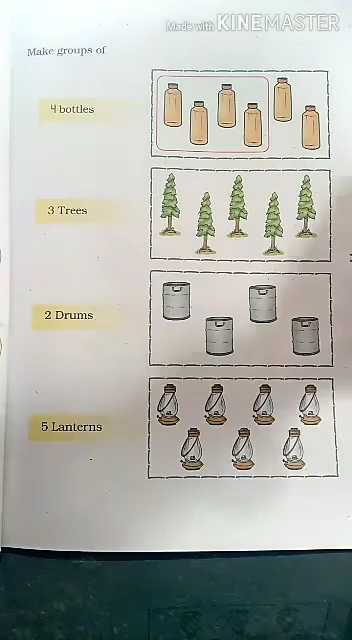 Made with KINEMASTER
Make groups of
4 bottles
3 Trees
2 Drums
5 Lanterns